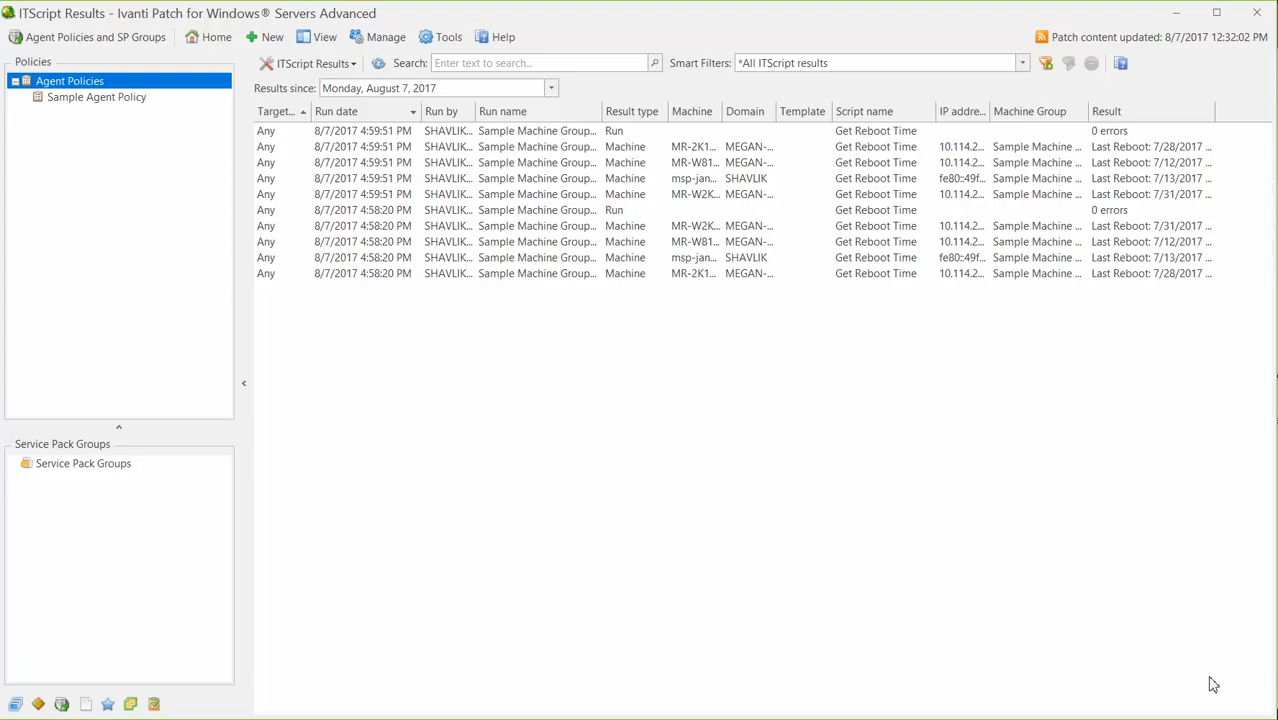 ITScript Results - Ivanti Patch for Windows® Servers Advanced
Agent Policies and SP Groups Home New View Manage Tools Help Patch content updated: 8/7/2017 12:32:02 PM
Policies
Agent Policies
Sample Agent Policy
Service Pack Groups
Service Pack Groups
ITScript Results Search: Enter text to search... Smart Filters: *All ITScript results
Results since: Monday, August 7, 2017
Target... Run date Run by Run name Result type Machine Domain Template Script name IP addre... Machine Group Result
Any 8/7/2017 4:59:51 PM SHAVLIK... Sample Machine Group... Run Get Reboot Time 0 errors
Any 8/7/2017 4:59:51 PM SHAVLIK... Sample Machine Group... Machine MR-2K1... MEGAN-... Get Reboot Time 10.114.2... Sample Machine ... Last Reboot: 7/28/2017 ...
Any 8/7/2017 4:59:51 PM SHAVLIK... Sample Machine Group... Machine MR-W81... MEGAN-... Get Reboot Time 10.114.2... Sample Machine ... Last Reboot: 7/12/2017 ...
Any 8/7/2017 4:59:51 PM SHAVLIK... Sample Machine Group... Machine msp-jan... SHAVLIK Get Reboot Time fe80::49f... Sample Machine ... Last Reboot: 7/13/2017 ...
Any 8/7/2017 4:59:51 PM SHAVLIK... Sample Machine Group... Machine MR-W2K... MEGAN-... Get Reboot Time 10.114.2... Sample Machine ... Last Reboot: 7/31/2017 ...
Any 8/7/2017 4:58:20 PM SHAVLIK... Sample Machine Group... Run Get Reboot Time 0 errors
Any 8/7/2017 4:58:20 PM SHAVLIK... Sample Machine Group... Machine MR-W2K... MEGAN-... Get Reboot Time 10.114.2... Sample Machine ... Last Reboot: 7/31/2017 ...
Any 8/7/2017 4:58:20 PM SHAVLIK... Sample Machine Group... Machine MR-W81... MEGAN-... Get Reboot Time 10.114.2... Sample Machine ... Last Reboot: 7/12/2017 ...
Any 8/7/2017 4:58:20 PM SHAVLIK... Sample Machine Group... Machine msp-jan... SHAVLIK Get Reboot Time fe80::49f... Sample Machine ... Last Reboot: 7/13/2017 ...
Any 8/7/2017 4:58:20 PM SHAVLIK... Sample Machine Group... Machine MR-2K1... MEGAN-... Get Reboot Time 10.114.2... Sample Machine ... Last Reboot: 7/28/2017 ...